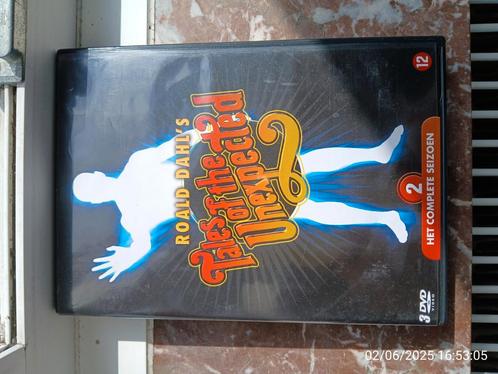 ROALD DAHL'S
Tales
of the
Unexpected
2
HET COMPLETE SEIZOEN
12
3 DVD
VIDEO
02/06/2025 16:53:05